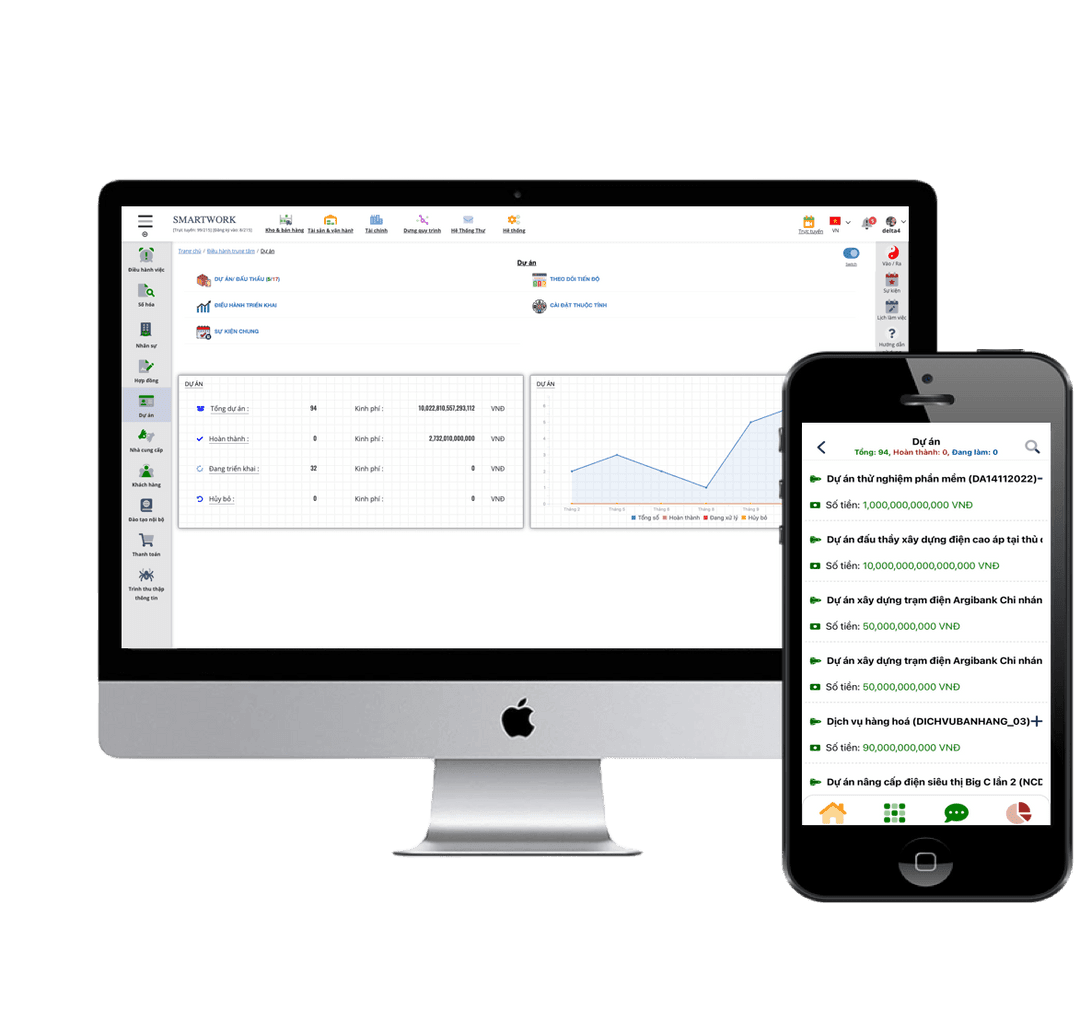 SMARTWORK
Kho & bán hàng
Tài sản & vận hành
Tài chính
Dựng quy trình
Hệ Thống Thư
Hệ thống
Trực tuyến
VN
delta4
Trang chủ / Điều hành trung tâm / Dự án
Dự án
Switch
DỰ ÁN/ ĐẤU THẦU (5/17)
THEO DÕI TIẾN ĐỘ
ĐIỀU HÀNH TRIỂN KHAI
CÀI ĐẶT THUỘC TÍNH
SỰ KIỆN CHUNG
Điều hành việc
Số hóa
Nhân sự
Hợp đồng
Dự án
Nhà cung cấp
Khách hàng
Đào tạo nội bộ
Thanh toán
Trình thu thập
thông tin
Vào / Ra
Sự kiện
Lịch làm việc
Hướng dẫn
DỰ ÁN
Tổng dự án : 94 Kinh phí : 10,022,810,557,293,112 VNĐ
Hoàn thành : 0 Kinh phí : 2,732,010,000,000 VNĐ
Đang triển khai : 32 Kinh phí : 0 VNĐ
Hủy bỏ : 0 Kinh phí : 0 VNĐ
DỰ ÁN
6
5
4
3
2
1
0
Tổng số Hoàn thành Đang xử lý Hủy bỏ
Dự án
Tổng: 94, Hoàn thành: 0, Đang làm: 0
Dự án thử nghiệm phần mềm (DA14112022)
Số tiền: 1,000,000,000,000 VNĐ
Dự án đấu thầy xây dựng điện cao áp tại thủ
Số tiền: 10,000,000,000,000,000 VNĐ
Dự án xây dựng trạm điện Argibank Chi nhán
Số tiền: 50,000,000,000 VNĐ
Dự án xây dựng trạm điện Argibank Chi nhán
Số tiền: 50,000,000,000 VNĐ
Dịch vụ hàng hoá (DICHVUBANHANG_03)
Số tiền: 90,000,000,000 VNĐ
Dự án nâng cấp điện siêu thị Big C lần 2 (NCD